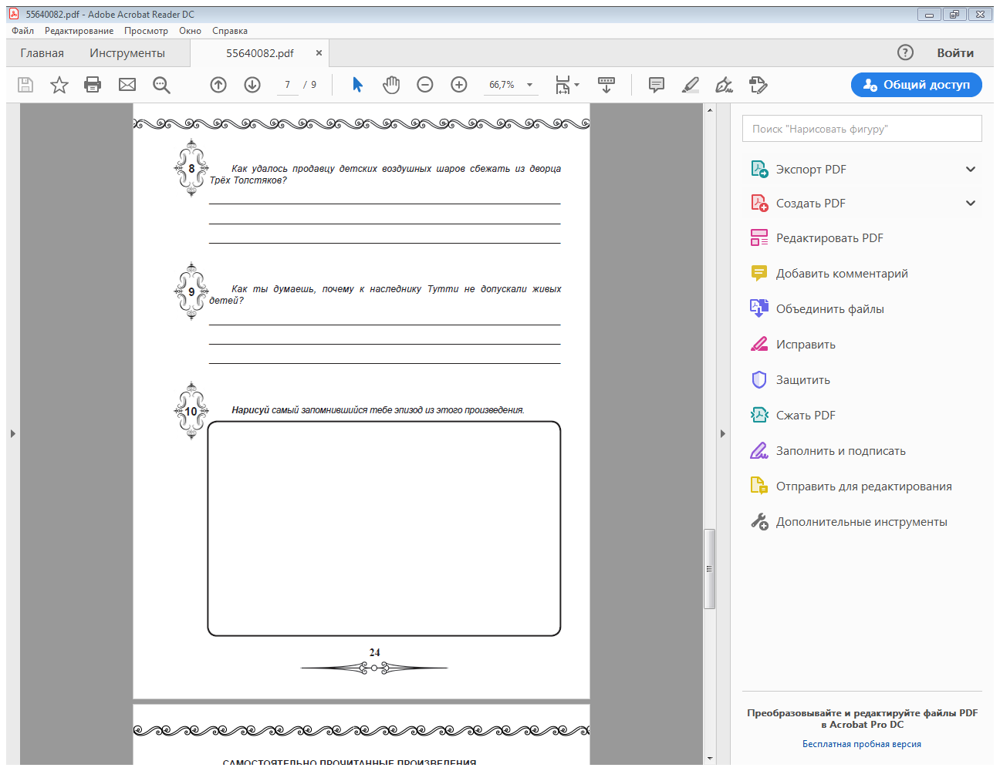 55640082.pdf - Adobe Acrobat Reader DC
Файл Редактирование Просмотр Окно Справка
Главная Инструменты 55640082.pdf × ? Войти
7 / 9 66,7% Общий доступ
Поиск "Нарисовать фигуру"
Экспорт PDF
Создать PDF
Редактировать PDF
Добавить комментарий
Объединить файлы
Исправить
Защитить
Сжать PDF
Заполнить и подписать
Отправить для редактирования
Дополнительные инструменты
Преобразовывайте и редактируйте файлы PDF
в Acrobat Pro DC
Бесплатная пробная версия
8
Как удалось продавцу детских воздушных шаров сбежать из дворца
Трёх Толстяков?
9
Как ты думаешь, почему к наследнику Тутти не допускали живых
детей?
10
Нарисуй самый запомнившийся тебе эпизод из этого произведения.
24
САМОСТОЯТЕЛЬНО ПРОЧИТАННЫЕ ПРОИЗВЕДЕНИЯ